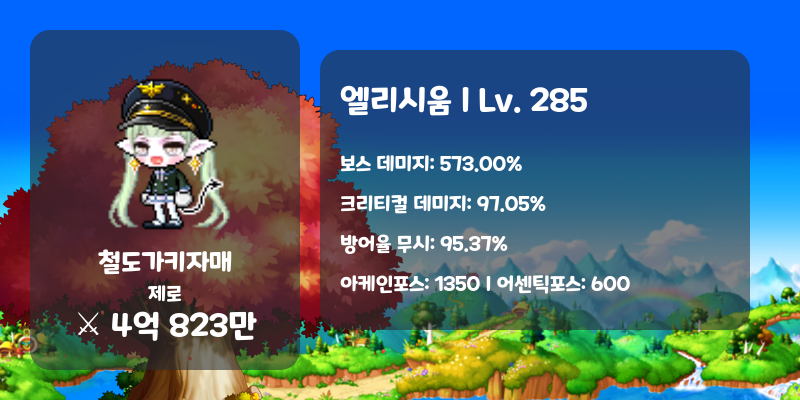 철도가키자매
제로
⚔ 4억 823만
엘리시움 | Lv. 285
보스 데미지: 573.00%
크리티컬 데미지: 97.05%
방어율 무시: 95.37%
아케인포스: 1350 | 어센틱포스: 600